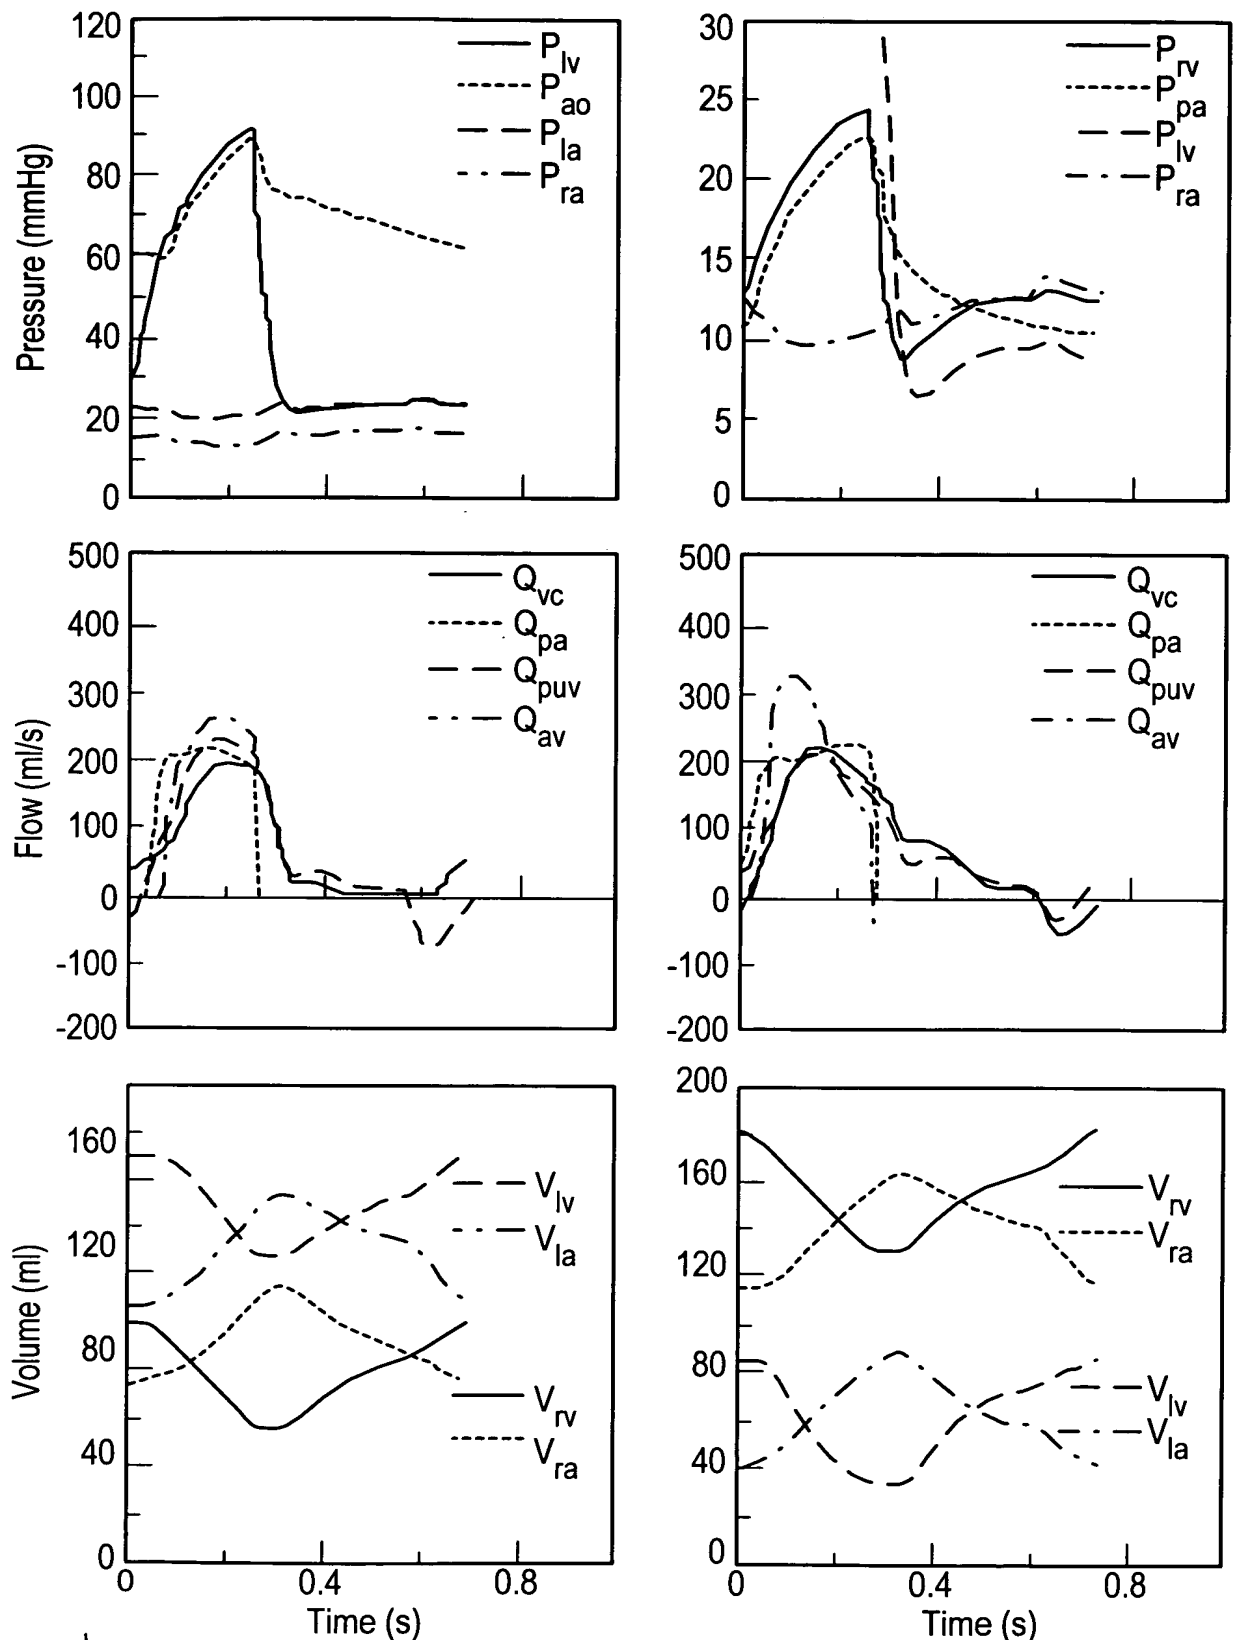 Pressure (mmHg)
120
100
80
60
40
20
0
P_lv
P_ao
P_la
P_ra
30
25
20
15
10
5
0
P_rv
P_pa
P_lv
P_ra
Flow (ml/s)
500
400
300
200
100
0
-100
-200
Q_vc
Q_pa
Q_puv
Q_av
500
400
300
200
100
0
-100
-200
Q_vc
Q_pa
Q_puv
Q_av
Volume (ml)
160
120
80
40
0
V_lv
V_la
V_rv
V_ra
0
0.4
0.8
Time (s)
200
160
120
80
40
0
V_rv
V_ra
V_lv
V_la
0
0.4
0.8
Time (s)